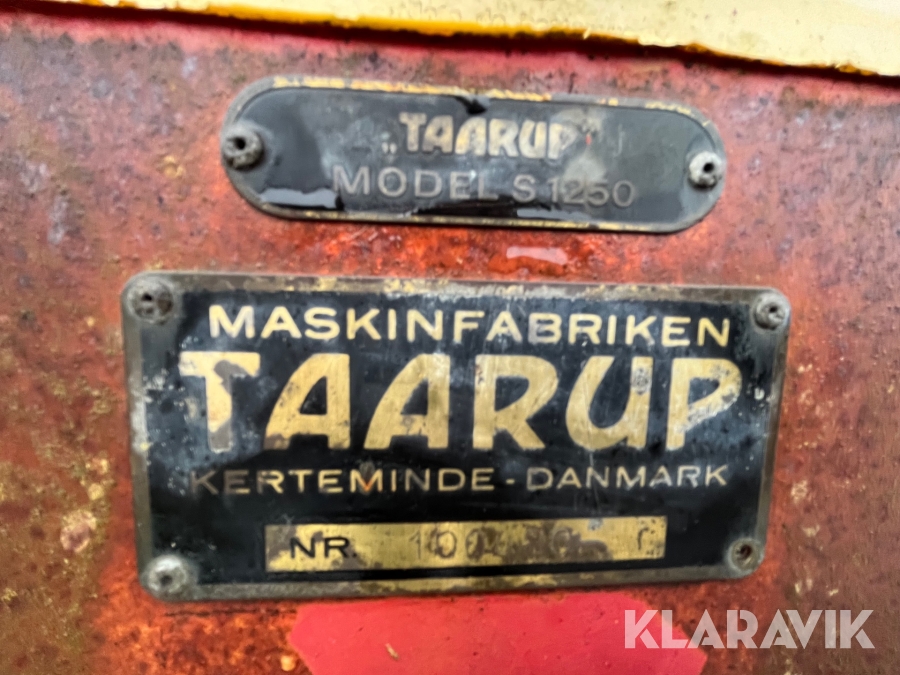 "TAARUP"
MODEL S 1250
MASKINFABRIKEN
TAARUP
KERTEMINDE - DANMARK
NR.
KLARAVIK